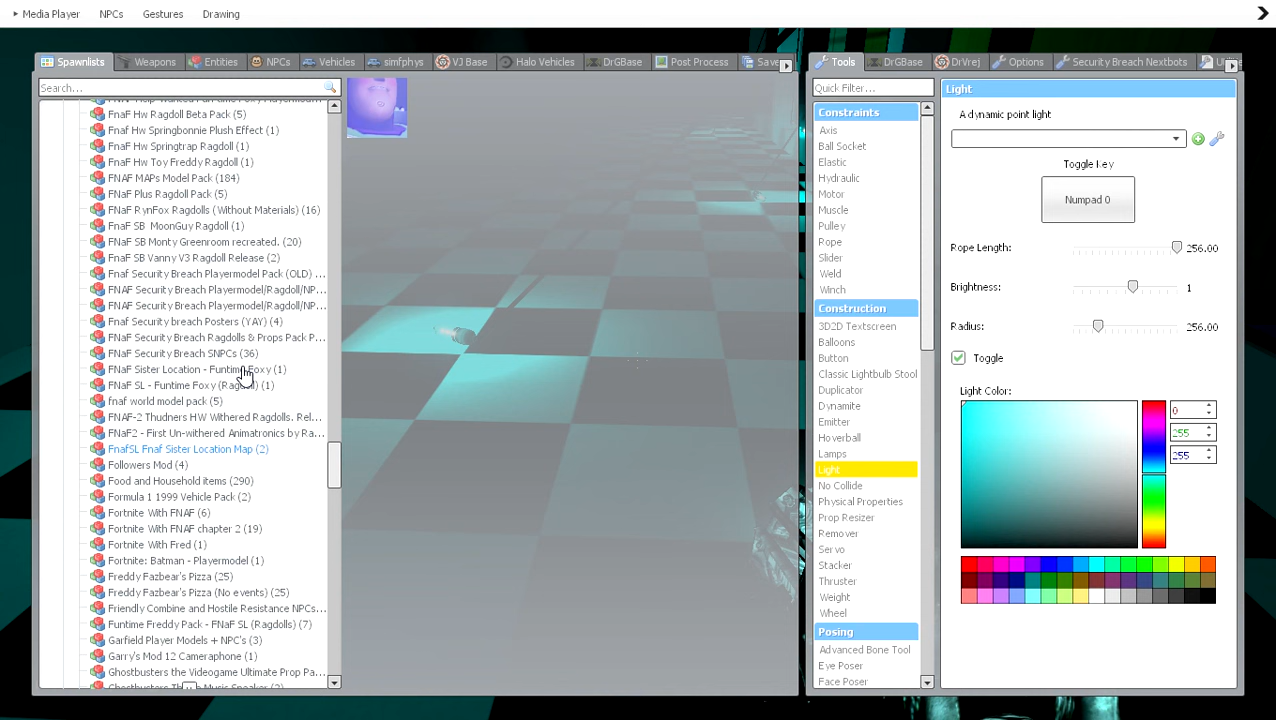 Media Player NPCs Gestures Drawing
Spawnlists Weapons Entities NPCs Vehicles simfphys VJ Base Halo Vehicles DrGBase Post Process
Search...
FnaF Hw Ragdoll Beta Pack (5)
Fnaf Hw Springbonnie Plush Effect (1)
FnaF Hw Springtrap Ragdoll (1)
FnaF Hw Toy Freddy Ragdoll (1)
FNAF MAPs Model Pack (184)
FNaF Plus Ragdoll Pack (5)
FNaF RynFox Ragdolls (Without Materials) (16)
FNaf SB MoonGuy Ragdoll (1)
FNaF SB Monty Greenroom recreated. (20)
FNaF SB Vanny V3 Ragdoll Release (2)
Fnaf Security Breach Playermodel Pack (OLD) ...
FNAF Security Breach Playermodel/Ragdoll/NP...
FNAF Security Breach Playermodel/Ragdoll/NP...
Fnaf Security breach Posters (YAY) (4)
FNaF Security Breach Ragdolls & Props Pack P...
FNaF Security Breach SNPCs (36)
FNaF Sister Location - Funtime Foxy (1)
FNaF SL - Funtime Foxy (Ragdoll) (1)
fnaf world model pack (5)
FNAF-2 Thudners HW Withered Ragdolls. Rel...
FNaF2 - First Un-withered Animatronics by Ra...
FnafSL Fnaf Sister Location Map (2)
Followers Mod (4)
Food and Household items (290)
Formula 1 1999 Vehicle Pack (2)
Fortnite With FNAF (6)
Fortnite With FNAF chapter 2 (19)
Fortnite With Fred (1)
Fortnite: Batman - Playermodel (1)
Freddy Fazbear's Pizza (25)
Freddy Fazbear's Pizza (No events) (25)
Friendly Combine and Hostile Resistance NPCs...
Funtime Freddy Pack - FNaF SL (Ragdolls) (7)
Garfield Player Models + NPC's (3)
Garry's Mod 12 Cameraphone (1)
Ghostbusters the Videogame Ultimate Prop Pa...
Tools DrGBase DrVrej Options Security Breach Nextbots
Quick Filter...
Constraints
Axis
Ball Socket
Elastic
Hydraulic
Motor
Muscle
Pulley
Rope
Slider
Weld
Winch
Construction
3D2D Textscreen
Balloons
Button
Classic Lightbulb Stool
Duplicator
Dynamite
Emitter
Hoverball
Lamps
Light
No Collide
Physical Properties
Prop Resizer
Remover
Servo
Stacker
Thruster
Weight
Wheel
Posing
Advanced Bone Tool
Eye Poser
Face Poser
Light
A dynamic point light
Toggle Key
Numpad 0
Rope Length: 256.00
Brightness: 1
Radius: 256.00
Toggle
Light Color:
0
255
255